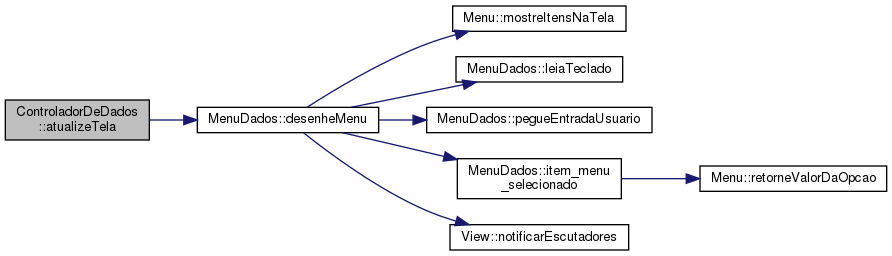 ControladorDeDados
::atualizeTela
MenuDados::desenheMenu
Menu::mostreItensNaTela
MenuDados::leiaTeclado
MenuDados::pegueEntradaUsuario
MenuDados::item_menu
_selecionado
Menu::retorneValorDaOpcao
View::notificarEscutadores